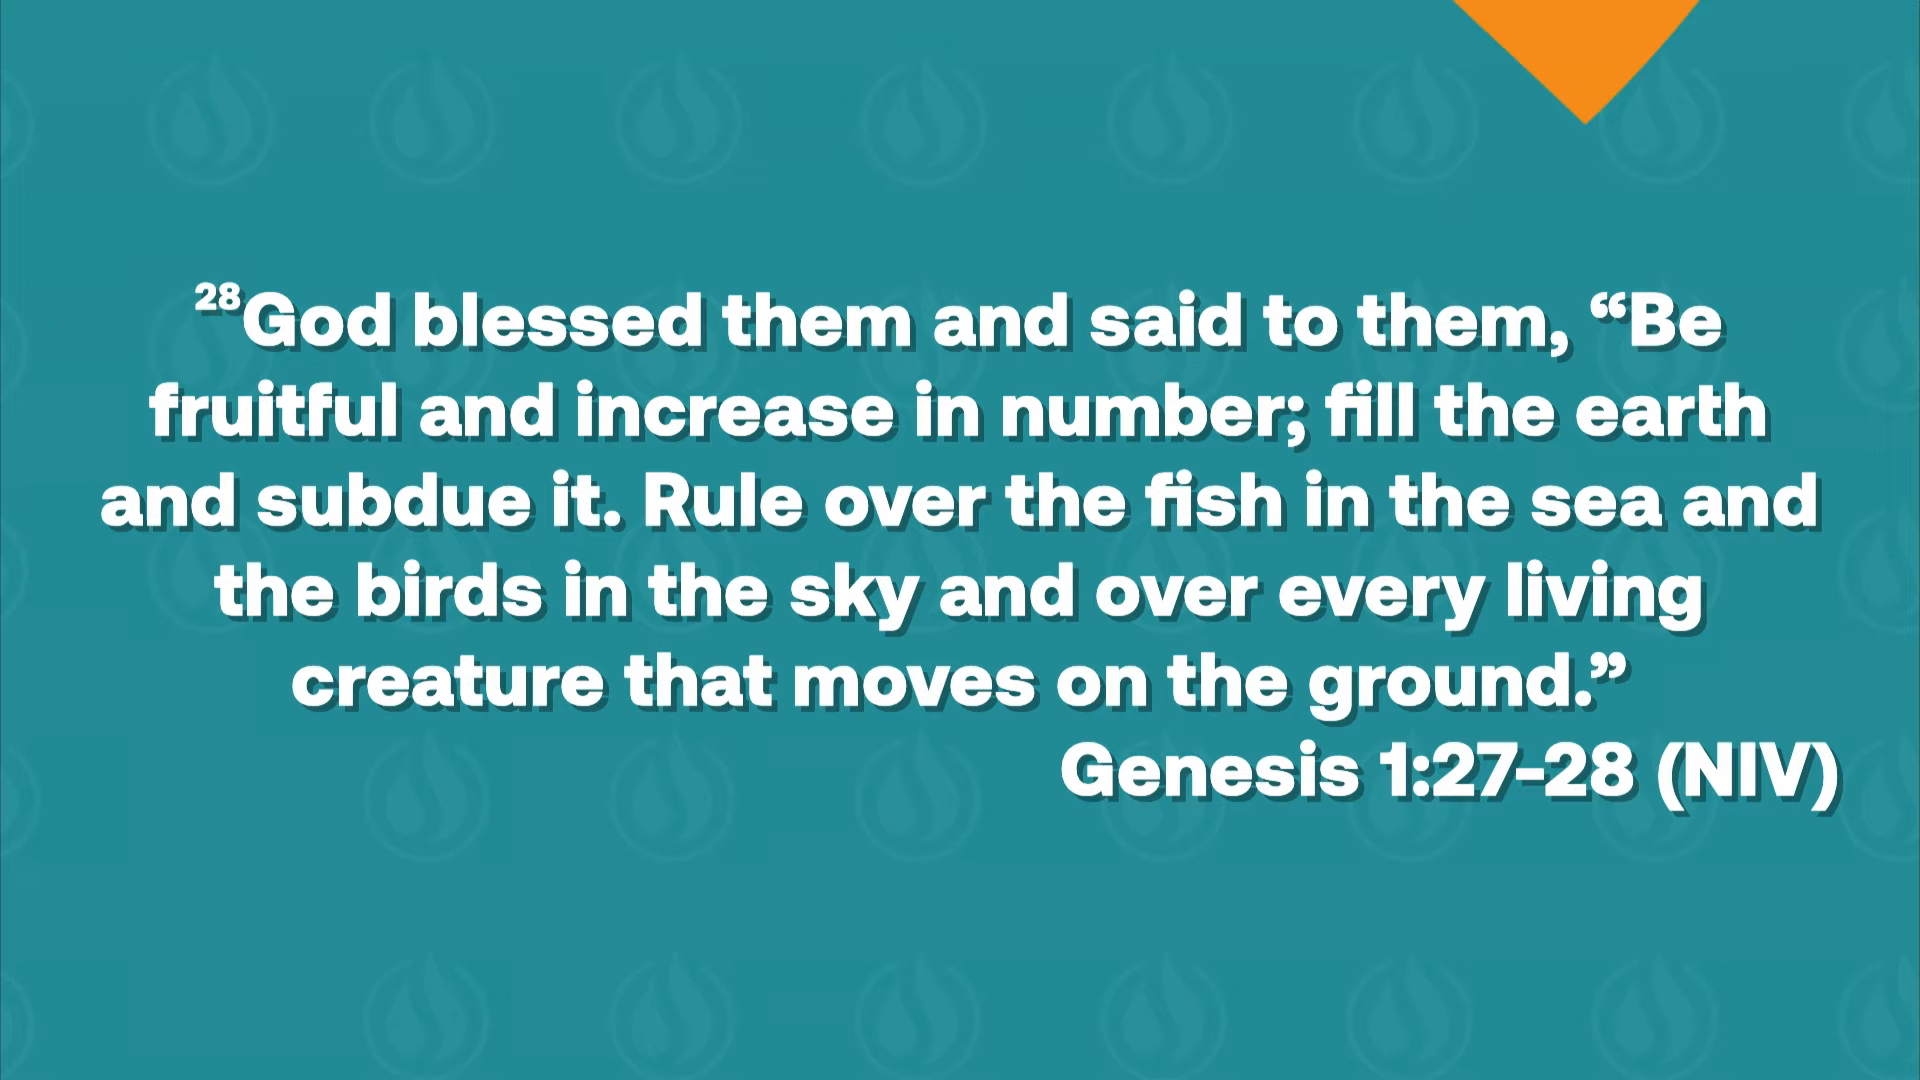 ²⁸God blessed them and said to them, “Be
fruitful and increase in number; fill the earth
and subdue it. Rule over the fish in the sea and
the birds in the sky and over every living
creature that moves on the ground.”
Genesis 1:27-28 (NIV)